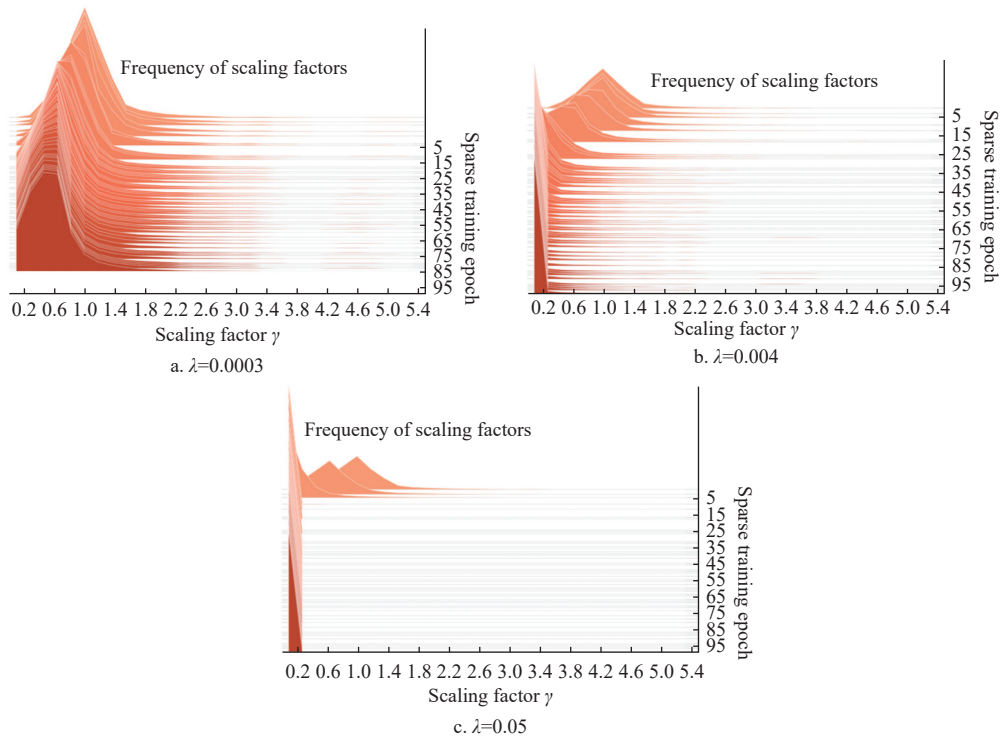 Frequency of scaling factors
5
15
25
35
45
55
65
75
85
95
Sparse training epoch
0.2 0.6 1.0 1.4 1.8 2.2 2.6 3.0 3.4 3.8 4.2 4.6 5.0 5.4
Scaling factor γ
a. λ=0.0003
Frequency of scaling factors
5
15
25
35
45
55
65
75
85
95
Sparse training epoch
0.2 0.6 1.0 1.4 1.8 2.2 2.6 3.0 3.4 3.8 4.2 4.6 5.0 5.4
Scaling factor γ
b. λ=0.004
Frequency of scaling factors
5
15
25
35
45
55
65
75
85
95
Sparse training epoch
0.2 0.6 1.0 1.4 1.8 2.2 2.6 3.0 3.4 3.8 4.2 4.6 5.0 5.4
Scaling factor γ
c. λ=0.05